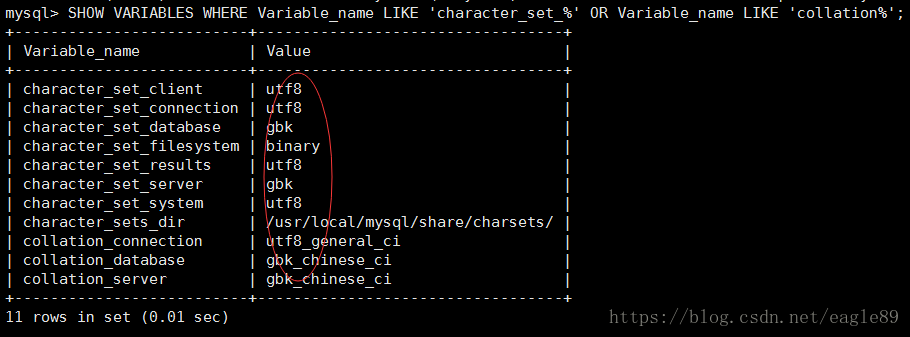 mysql> SHOW VARIABLES WHERE Variable_name LIKE 'character_set_%' OR Variable_name LIKE 'collation%';
+--------------------------+----------------------------------+
| Variable_name | Value |
+--------------------------+----------------------------------+
| character_set_client | utf8 |
| character_set_connection | utf8 |
| character_set_database | gbk |
| character_set_filesystem | binary |
| character_set_results | utf8 |
| character_set_server | gbk |
| character_set_system | utf8 |
| character_sets_dir | /usr/local/mysql/share/charsets/ |
| collation_connection | utf8_general_ci |
| collation_database | gbk_chinese_ci |
| collation_server | gbk_chinese_ci |
+--------------------------+----------------------------------+
11 rows in set (0.01 sec)
https://blog.csdn.net/eagle89